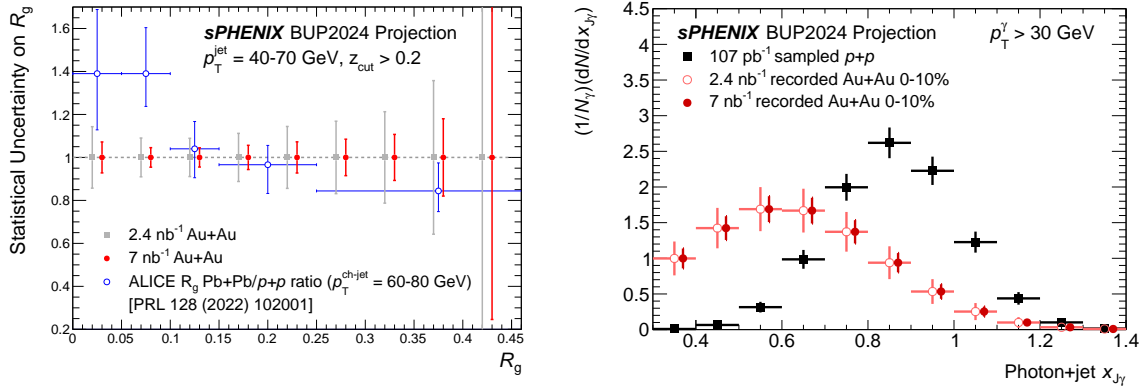 Statistical Uncertainty on R_g
sPHENIX BUP2024 Projection
p_T^jet = 40-70 GeV, z_cut > 0.2
1.8
1.6
1.4
1.2
1
0.8
0.6
0.4
0.2
2.4 nb⁻¹ Au+Au
7 nb⁻¹ Au+Au
ALICE R_g Pb+Pb/p+p ratio (p_T^ch-jet = 60-80 GeV)
[PRL 128 (2022) 102001]
0 0.05 0.1 0.15 0.2 0.25 0.3 0.35 0.4 0.45
R_g
(1/N_γ)(dN/dx_Jγ)
4.5
4
3.5
3
2.5
2
1.5
1
0.5
0
sPHENIX BUP2024 Projection
p_T^γ > 30 GeV
107 pb⁻¹ sampled p+p
2.4 nb⁻¹ recorded Au+Au 0-10%
7 nb⁻¹ recorded Au+Au 0-10%
0.4 0.6 0.8 1 1.2 1.4
Photon+jet x_Jγ